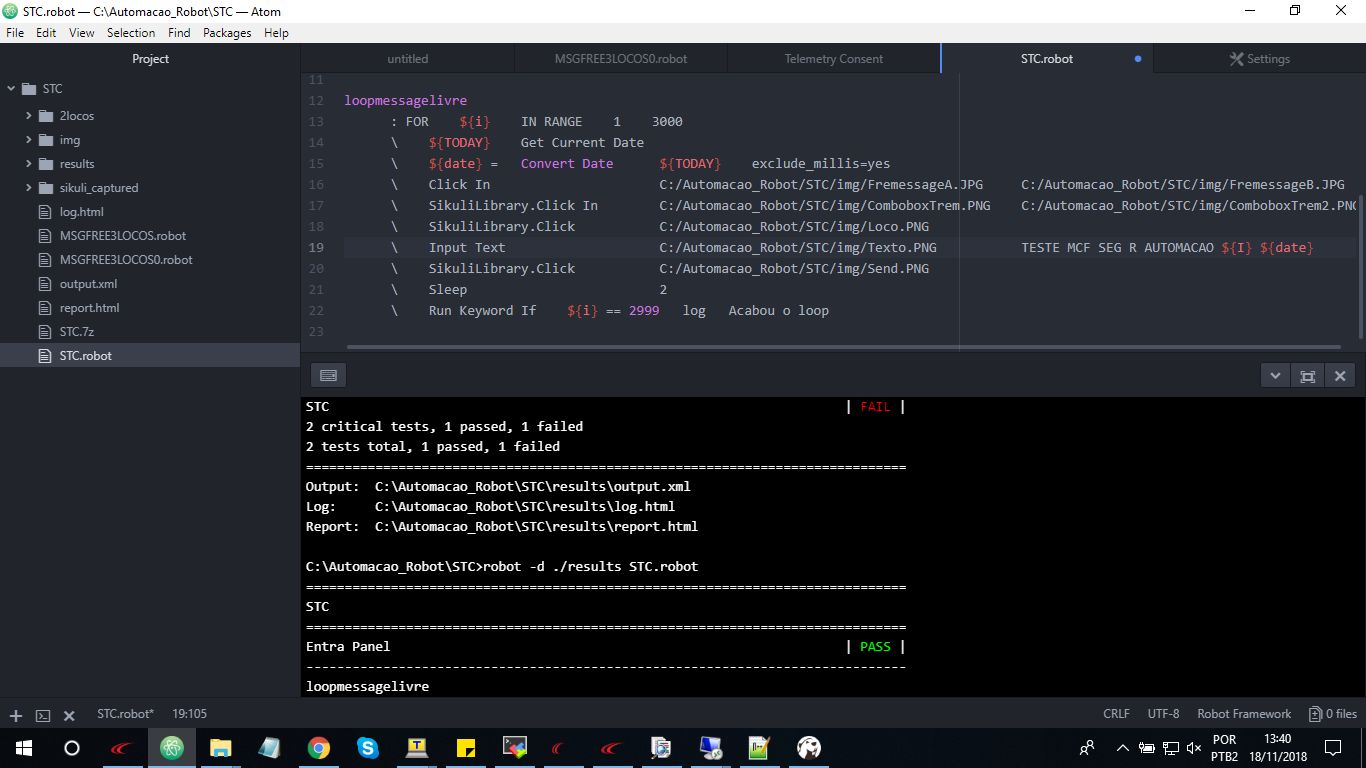 STC.robot — C:\Automacao_Robot\STC — Atom
File Edit View Selection Find Packages Help
Project
untitled
MSGFREE3LOCOS0.robot
Telemetry Consent
STC.robot
Settings
STC
2locos
img
results
sikuli_captured
log.html
MSGFREE3LOCOS.robot
MSGFREE3LOCOS0.robot
output.xml
report.html
STC.7z
STC.robot
11
12 loopmessagelivre
13 : FOR ${i} IN RANGE 1 3000
14 \ ${TODAY} Get Current Date
15 \ ${date} = Convert Date ${TODAY} exclude_millis=yes
16 \ Click In C:/Automacao_Robot/STC/img/FremessageA.JPG C:/Automacao_Robot/STC/img/FremessageB.JPG
17 \ SikuliLibrary.Click In C:/Automacao_Robot/STC/img/ComboboxTrem.PNG C:/Automacao_Robot/STC/img/ComboboxTrem2.PNG
18 \ SikuliLibrary.Click C:/Automacao_Robot/STC/img/Loco.PNG
19 \ Input Text C:/Automacao_Robot/STC/img/Texto.PNG TESTE MCF SEG R AUTOMACAO ${I} ${date}
20 \ SikuliLibrary.Click C:/Automacao_Robot/STC/img/Send.PNG
21 \ Sleep 2
22 \ Run Keyword If ${i} == 2999 log Acabou o loop
23
STC | FAIL |
2 critical tests, 1 passed, 1 failed
2 tests total, 1 passed, 1 failed
==============================================================================
Output: C:\Automacao_Robot\STC\results\output.xml
Log: C:\Automacao_Robot\STC\results\log.html
Report: C:\Automacao_Robot\STC\results\report.html
C:\Automacao_Robot\STC>robot -d ./results STC.robot
==============================================================================
STC
==============================================================================
Entra Panel | PASS |
------------------------------------------------------------------------------
loopmessagelivre
STC.robot* 19:105 CRLF UTF-8 Robot Framework 0 files
POR
PTB2
13:40
18/11/2018